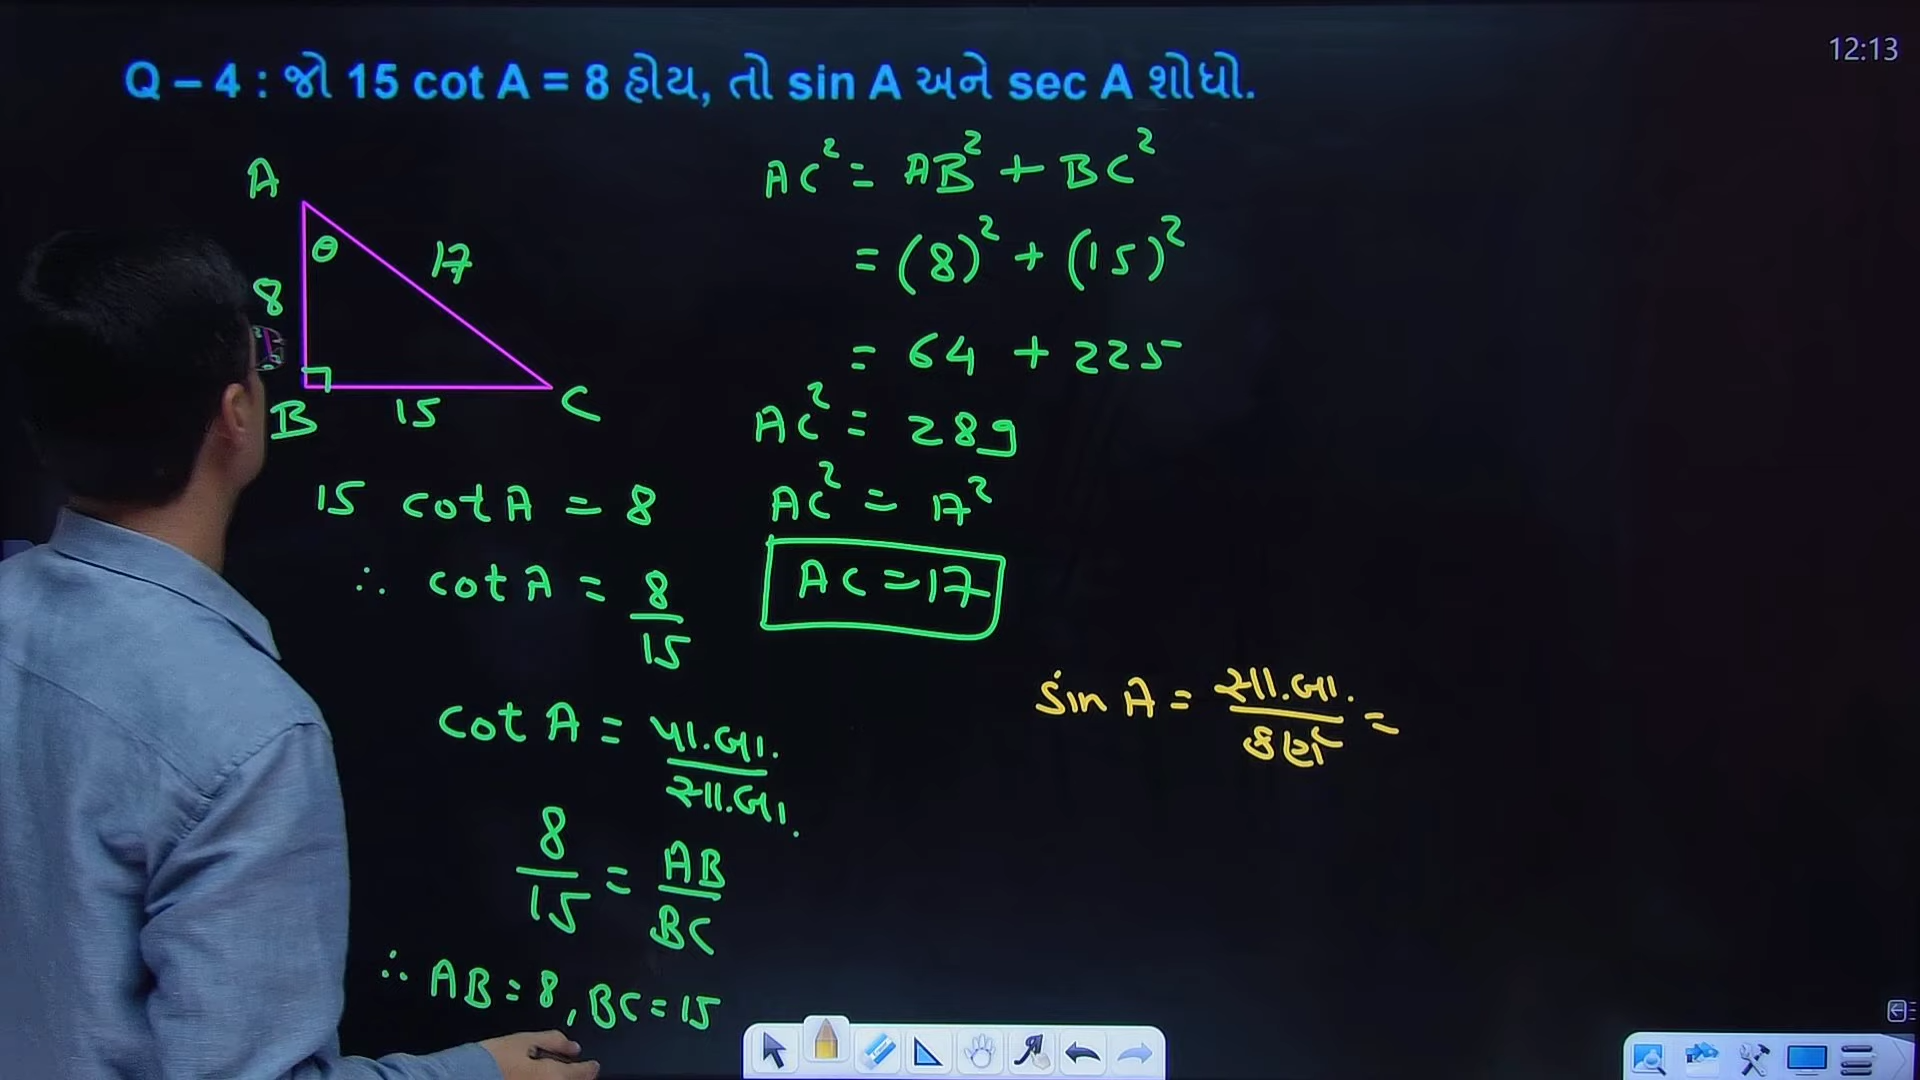 12:13
Q – 4 : જો 15 cot A = 8 હોય, તો sin A અને sec A શોધો.
A
θ
17
8
B
15
C
15 cot A = 8
∴ cot A = 8/15
cot A = પા.બા./સા.બા.
8/15 = AB/BC
∴ AB = 8, BC = 15
AC² = AB² + BC²
= (8)² + (15)²
= 64 + 225
AC² = 289
AC² = 17²
AC = 17
sin A = સા.બા./કર્ણ =